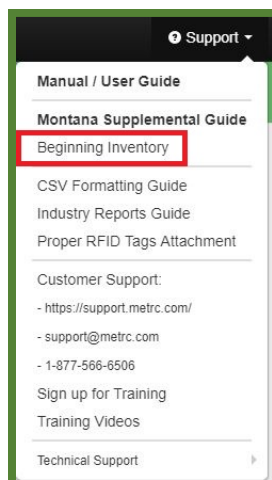 Support
Manual / User Guide
Montana Supplemental Guide
Beginning Inventory
CSV Formatting Guide
Industry Reports Guide
Proper RFID Tags Attachment
Customer Support:
- https://support.metrc.com/
- support@metrc.com
- 1-877-566-6506
Sign up for Training
Training Videos
Technical Support